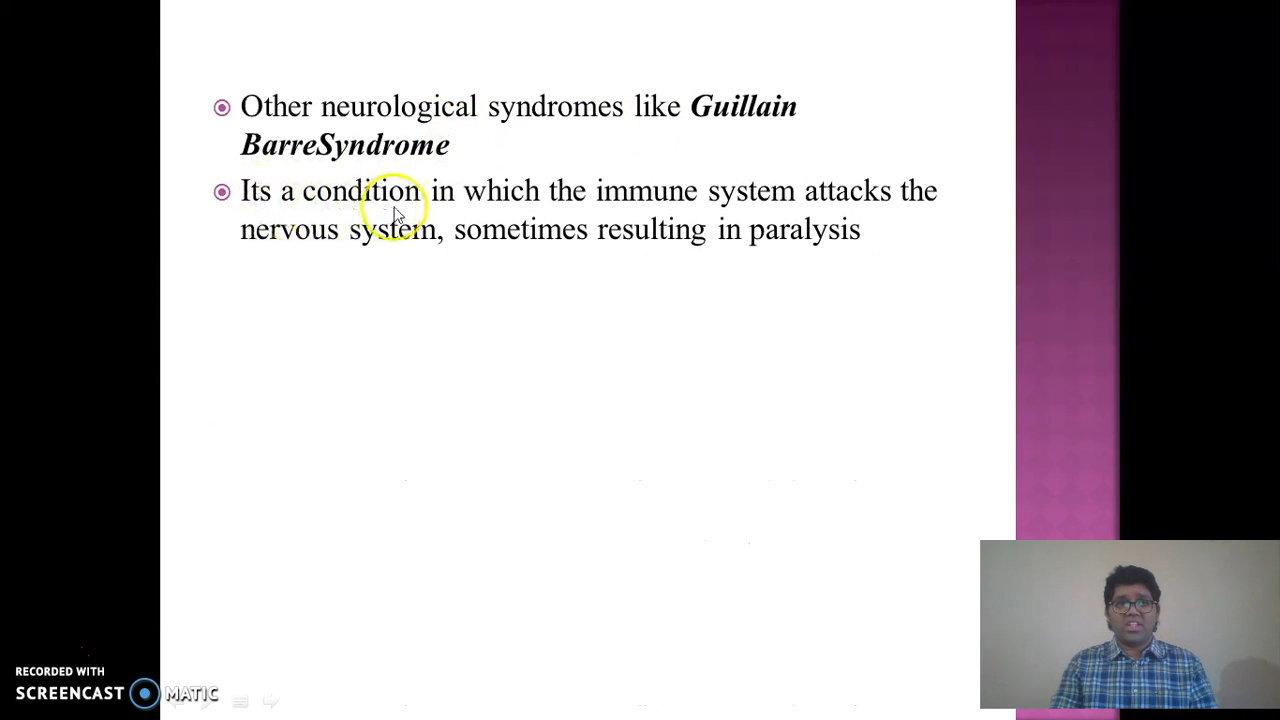 Other neurological syndromes like Guillain
BarreSyndrome
Its a condition in which the immune system attacks the
nervous system, sometimes resulting in paralysis
RECORDED WITH
SCREENCAST MATIC